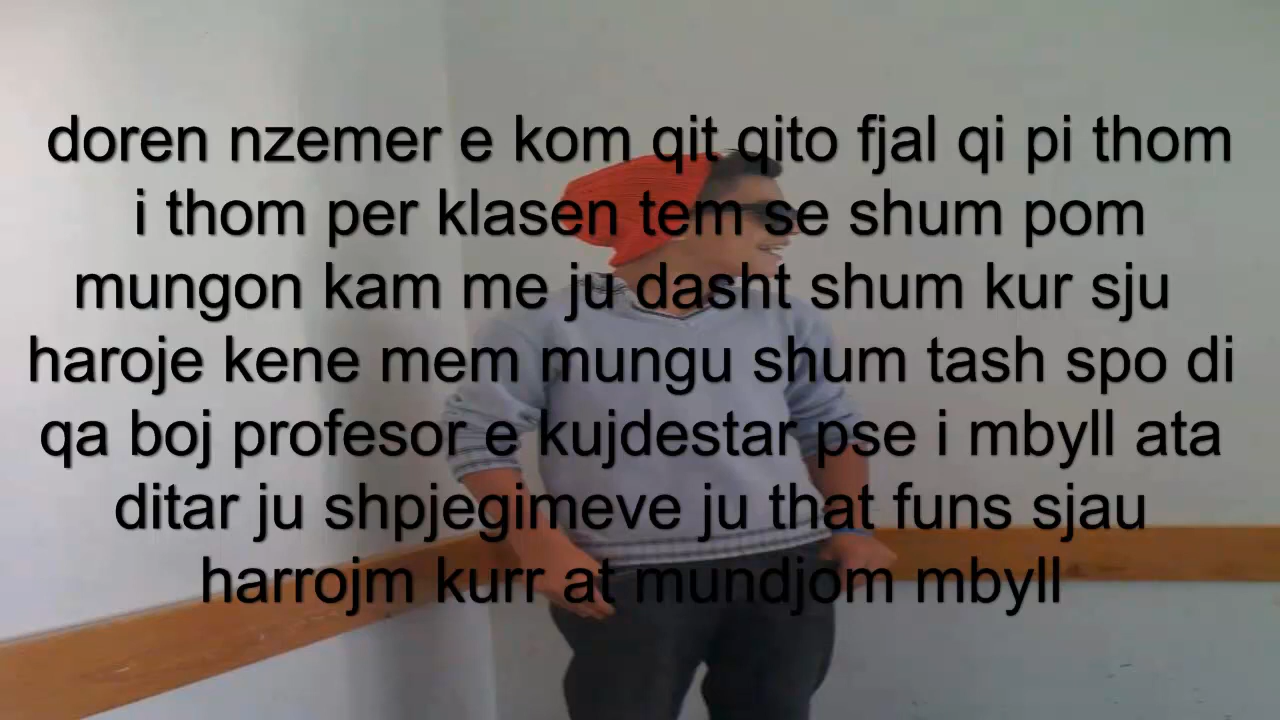 doren nzemer e kom qit qito fjal qi pi thom
i thom per klasen tem se shum pom
mungon kam me ju dasht shum kur sju
haroje kene mem mungu shum tash spo di
qa boj profesor e kujdestar pse i mbyll ata
ditar ju shpjegimeve ju that funs sjau
harrojm kurr at mundjom mbyll